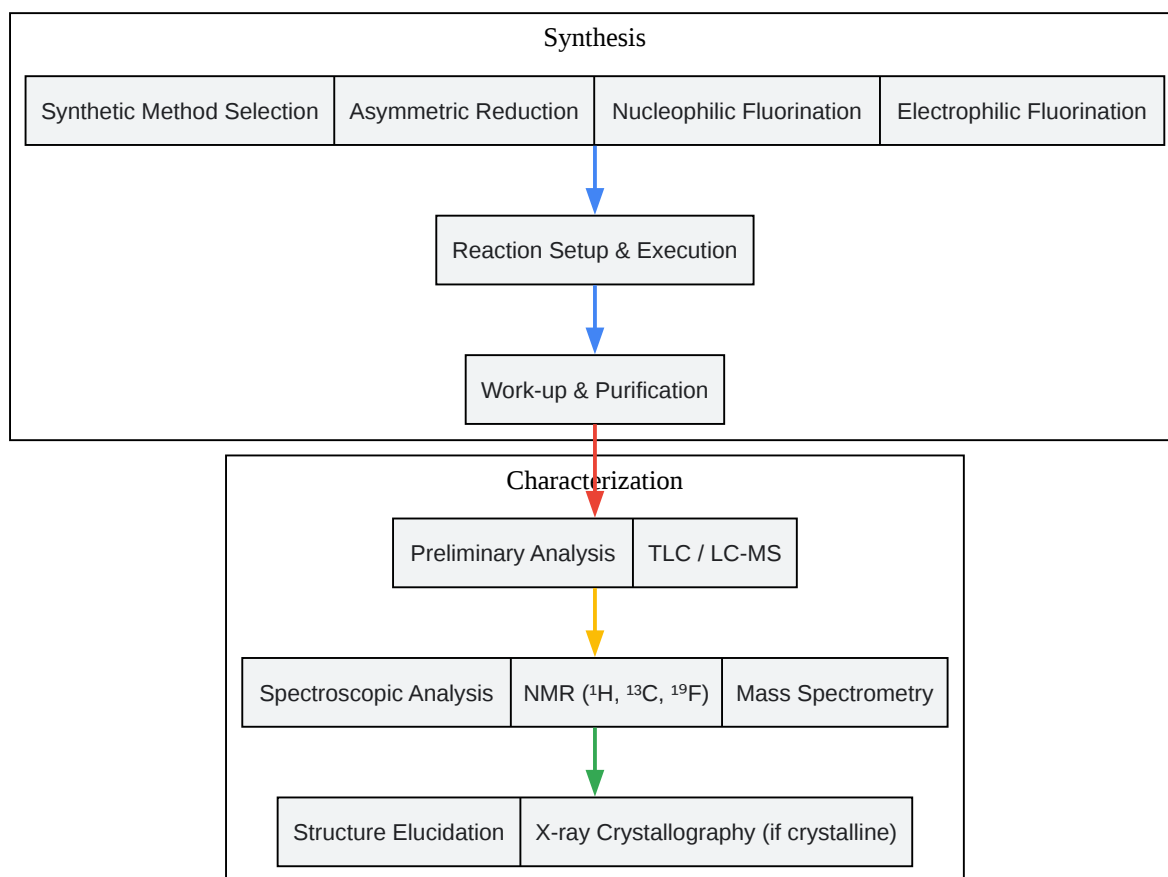 Synthesis
Synthetic Method Selection
Asymmetric Reduction
Nucleophilic Fluorination
Electrophilic Fluorination
Reaction Setup & Execution
Work-up & Purification
Characterization
Preliminary Analysis
TLC / LC-MS
Spectroscopic Analysis
NMR (¹H, ¹³C, ¹⁹F)
Mass Spectrometry
Structure Elucidation
X-ray Crystallography (if crystalline)